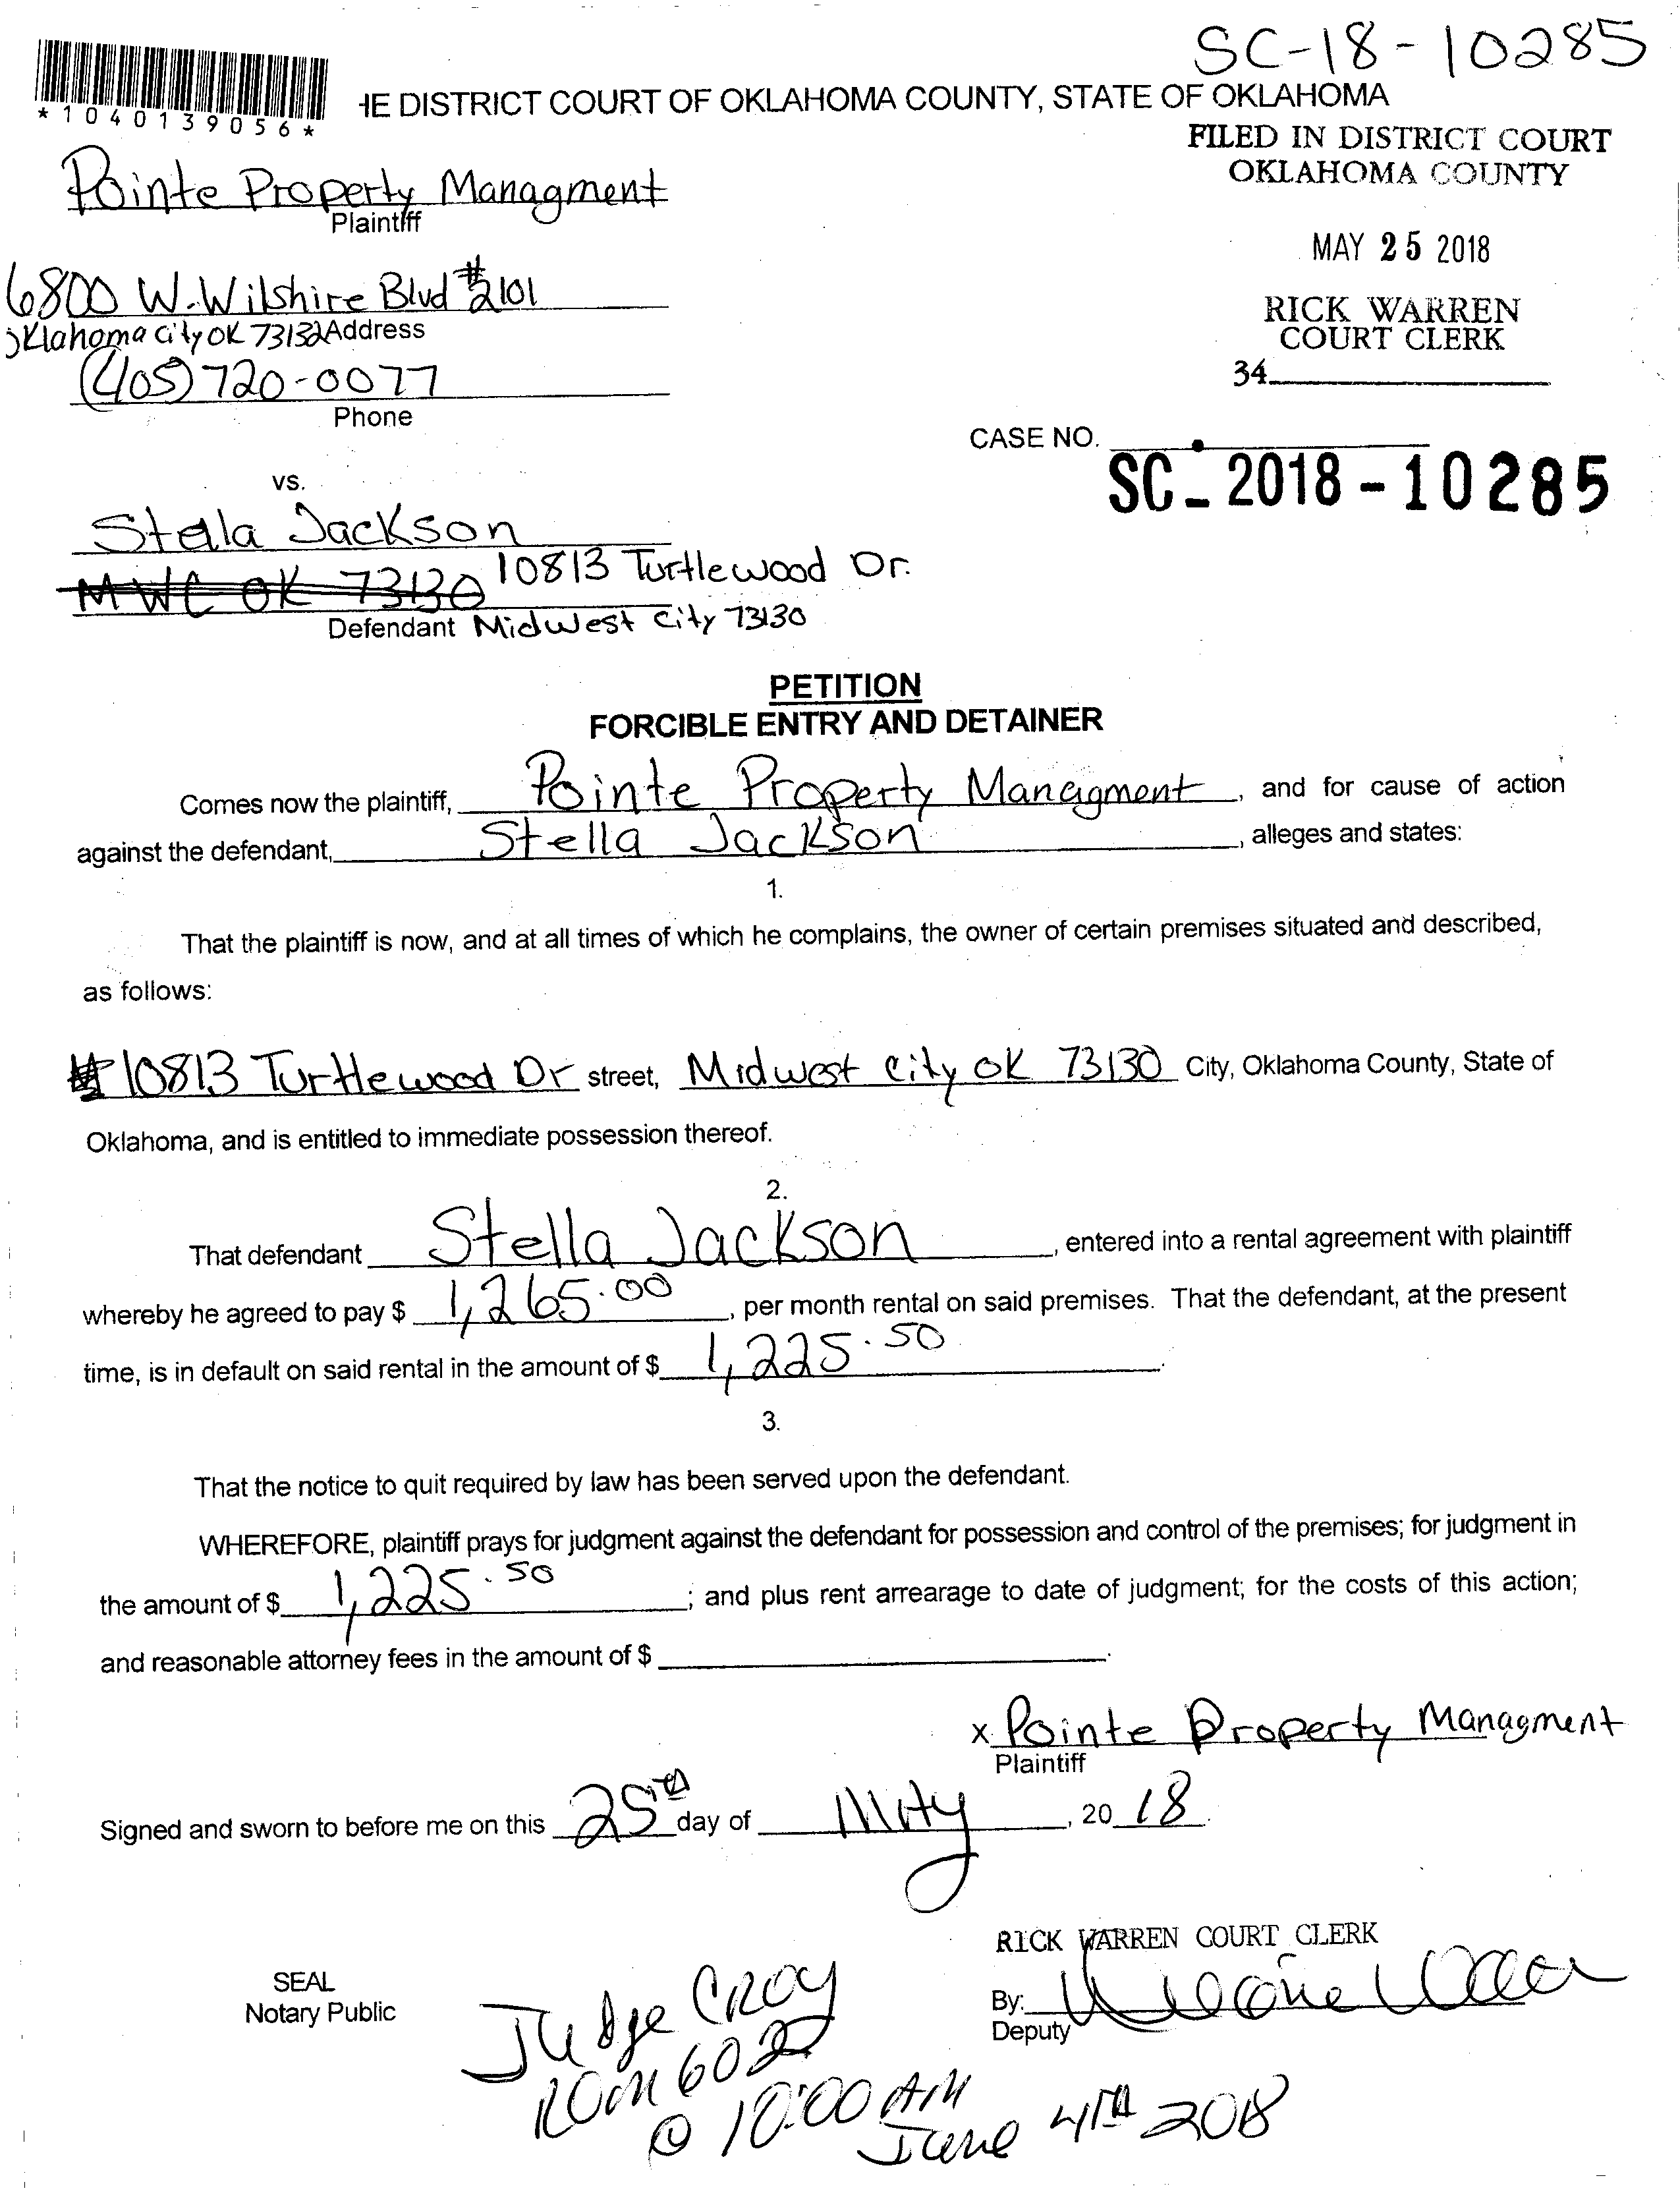 SC-18-10285
*1040139056*
HE DISTRICT COURT OF OKLAHOMA COUNTY, STATE OF OKLAHOMA
FILED IN DISTRICT COURT
OKLAHOMA COUNTY
Pointe Property Managment
Plaintiff
MAY 25 2018
6800 W. Wilshire Blvd #2101
oklahoma city OK 73132 Address
RICK WARREN
COURT CLERK
(405) 720-0077
34
Phone
CASE NO.
SC-2018-10285
vs.
Stella Jackson
MWC OK 73130 10813 Turtlewood Dr.
Defendant Midwest City 73130
PETITION
FORCIBLE ENTRY AND DETAINER
Comes now the plaintiff, Pointe Property Managment, and for cause of action
against the defendant, Stella Jackson, alleges and states:
1.
That the plaintiff is now, and at all times of which he complains, the owner of certain premises situated and described,
as follows:
10813 Turtlewood Dr street, Midwest City OK 73130 City, Oklahoma County, State of
Oklahoma, and is entitled to immediate possession thereof.
2.
That defendant Stella Jackson, entered into a rental agreement with plaintiff
whereby he agreed to pay $ 1,265.00, per month rental on said premises. That the defendant, at the present
time, is in default on said rental in the amount of $ 1,225.50.
3.
That the notice to quit required by law has been served upon the defendant.
WHEREFORE, plaintiff prays for judgment against the defendant for possession and control of the premises; for judgment in
the amount of $ 1,225.50; and plus rent arrearage to date of judgment; for the costs of this action;
and reasonable attorney fees in the amount of $.
x Pointe Property Managment
Plaintiff
Signed and sworn to before me on this 25th day of MAy, 2018.
RICK WARREN COURT CLERK
SEAL
Notary Public
By:
Deputy
Judge CROY
ROOM 602
@ 10:00 AM
June 4TH 2018